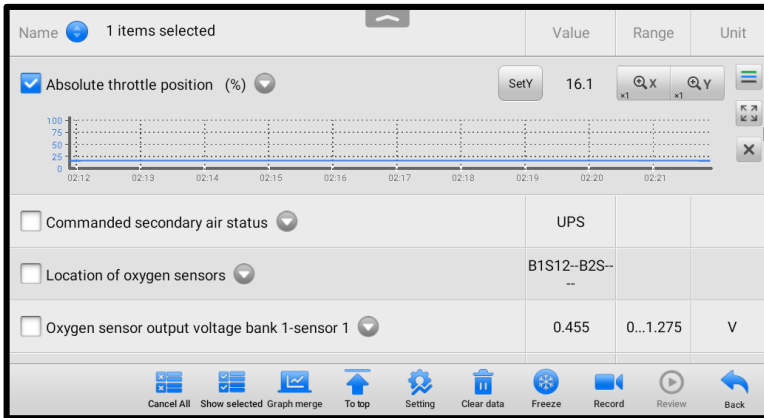 Name 1 items selected Value Range Unit
Absolute throttle position (%) SetY 16.1 ×1 X ×1 Y
100
75
50
25
0
02:12 02:13 02:14 02:15 02:16 02:17 02:18 02:19 02:20 02:21
Commanded secondary air status UPS
Location of oxygen sensors B1S12--B2S--
--
Oxygen sensor output voltage bank 1-sensor 1 0.455 0...1.275 V
Cancel All Show selected Graph merge To top Setting Clear data Freeze Record Review Back